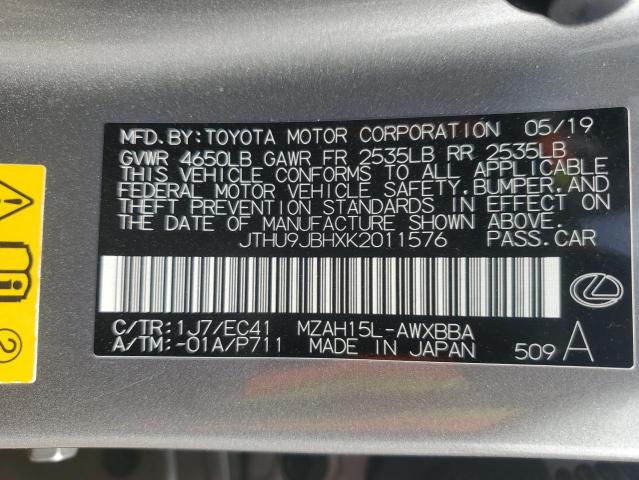 MFD.BY:TOYOTA MOTOR CORPORATION 05/19
GVWR 4650LB GAWR FR 2535LB RR 2535LB
THIS VEHICLE CONFORMS TO ALL APPLICABLE
FEDERAL MOTOR VEHICLE SAFETY,BUMPER,AND
THEFT PREVENTION STANDARDS IN EFFECT ON
THE DATE OF MANUFACTURE SHOWN ABOVE.
JTHU9JBHXK2011576 PASS.CAR
C/TR:1J7/EC41 MZAH15L-AWXBBA
A/TM:-01A/P711 MADE IN JAPAN 509 A
2